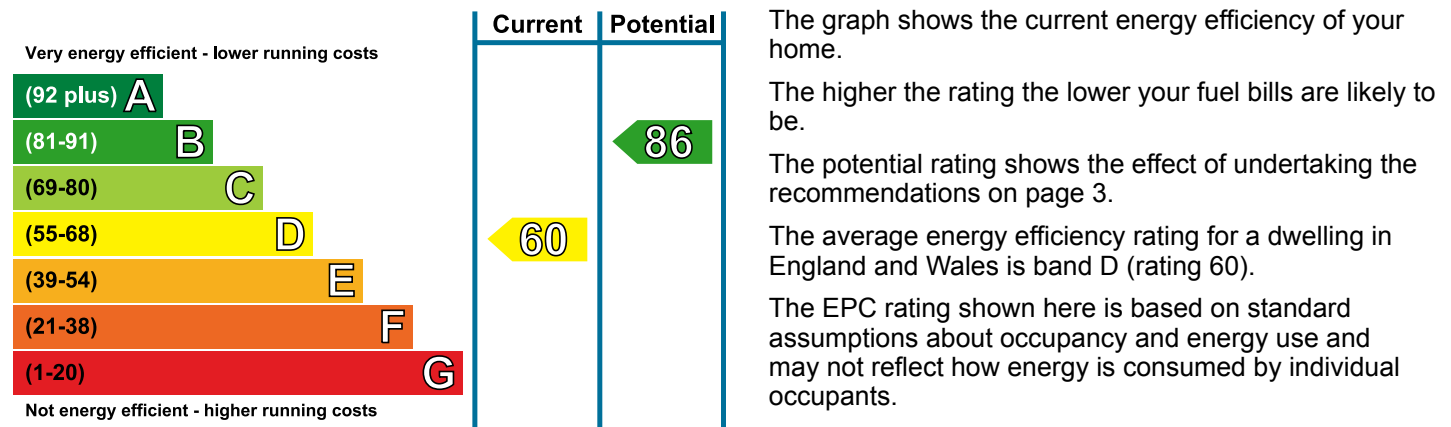 Current Potential
Very energy efficient - lower running costs
(92 plus) A
(81-91) B
86
(69-80) C
(55-68) D
60
(39-54) E
(21-38) F
(1-20) G
Not energy efficient - higher running costs
The graph shows the current energy efficiency of your
home.
The higher the rating the lower your fuel bills are likely to
be.
The potential rating shows the effect of undertaking the
recommendations on page 3.
The average energy efficiency rating for a dwelling in
England and Wales is band D (rating 60).
The EPC rating shown here is based on standard
assumptions about occupancy and energy use and
may not reflect how energy is consumed by individual
occupants.